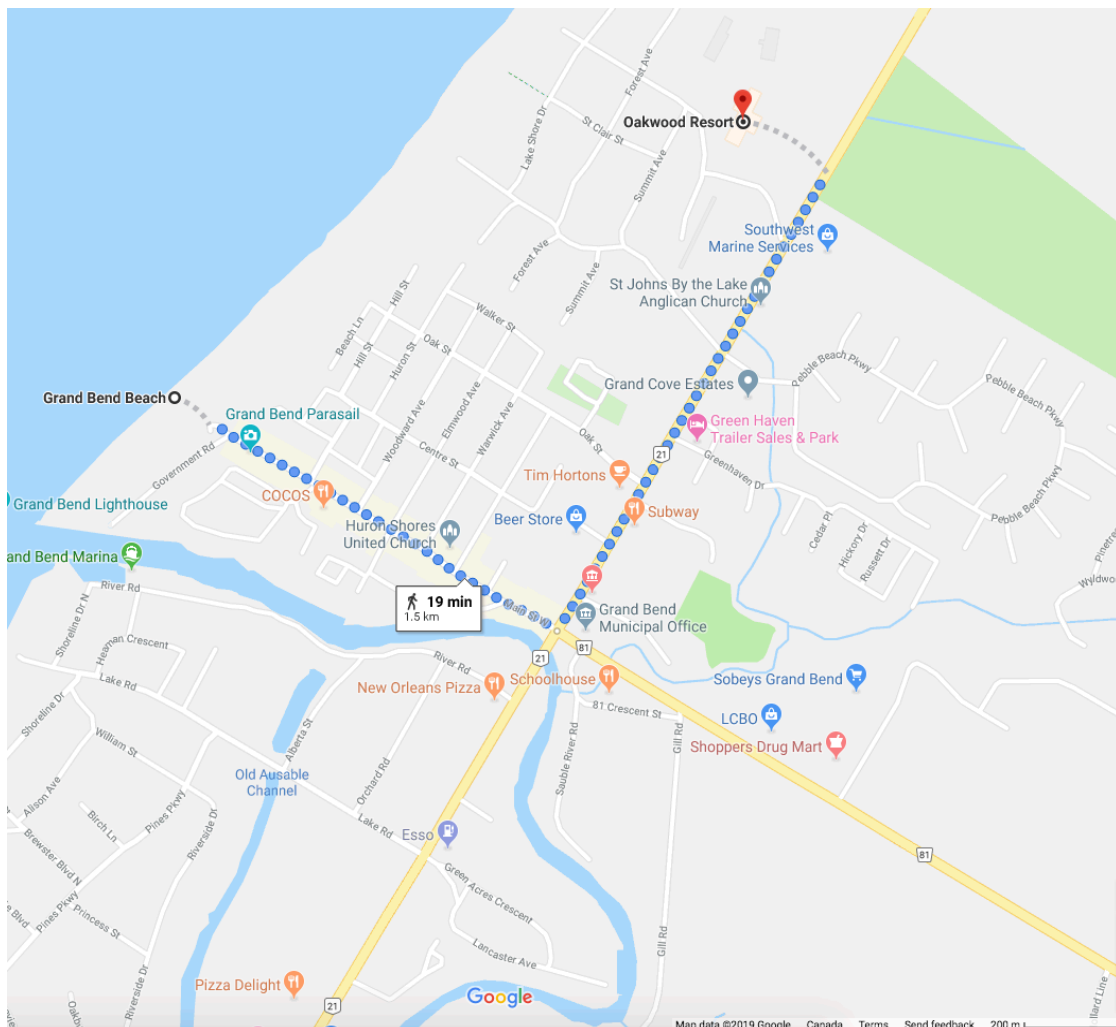 Forest Ave
Oakwood Resort
Lake Shore Dr
St Clair St
Summit Ave
Southwest
Marine Services
Forest Ave
Summit Ave
St Johns By the Lake
Anglican Church
Hill St
Beach Ln
Walker St
Huron St
Hill St
Oak St
Pebble Beach Pkwy
Pebble Beach Pkwy
Grand Cove Estates
Grand Bend Beach
Elmwood Ave
Woodward Ave
Warwick Ave
Grand Bend Parasail
Green Haven
Trailer Sales & Park
Oak St
Government Rd
Centre St
21
Tim Hortons
Greenhaven Dr
Pebble Beach Pkwy
COCOS
Grand Bend Lighthouse
Subway
Beer Store
Huron Shores
United Church
Cedar Pl
Hickory Dr
Russett Dr
and Bend Marina
River Rd
19 min
1.5 km
Main St W
Grand Bend
Municipal Office
Shoreline Dr N
81
21
River Rd
Lake Rd
New Orleans Pizza
Schoolhouse
Sobeys Grand Bend
81 Crescent St
LCBO
Shoreline Dr
Alberta St
William St
Gill Rd
Shoppers Drug Mart
Sauble River Rd
Old Ausable
Channel
Orchard Rd
Alison Ave
Pines Pkwy
Birch Ln
Riverside Dr
Lake Rd
Esso
Brewster Blvd N
81
Green Acres Crescent
Pines Pkwy
Princess St
Gill Rd
Lancaster Ave
Riverside Dr
Pizza Delight
Google
21
Map data ©2019 Google Canada Terms Send feedback 200 m